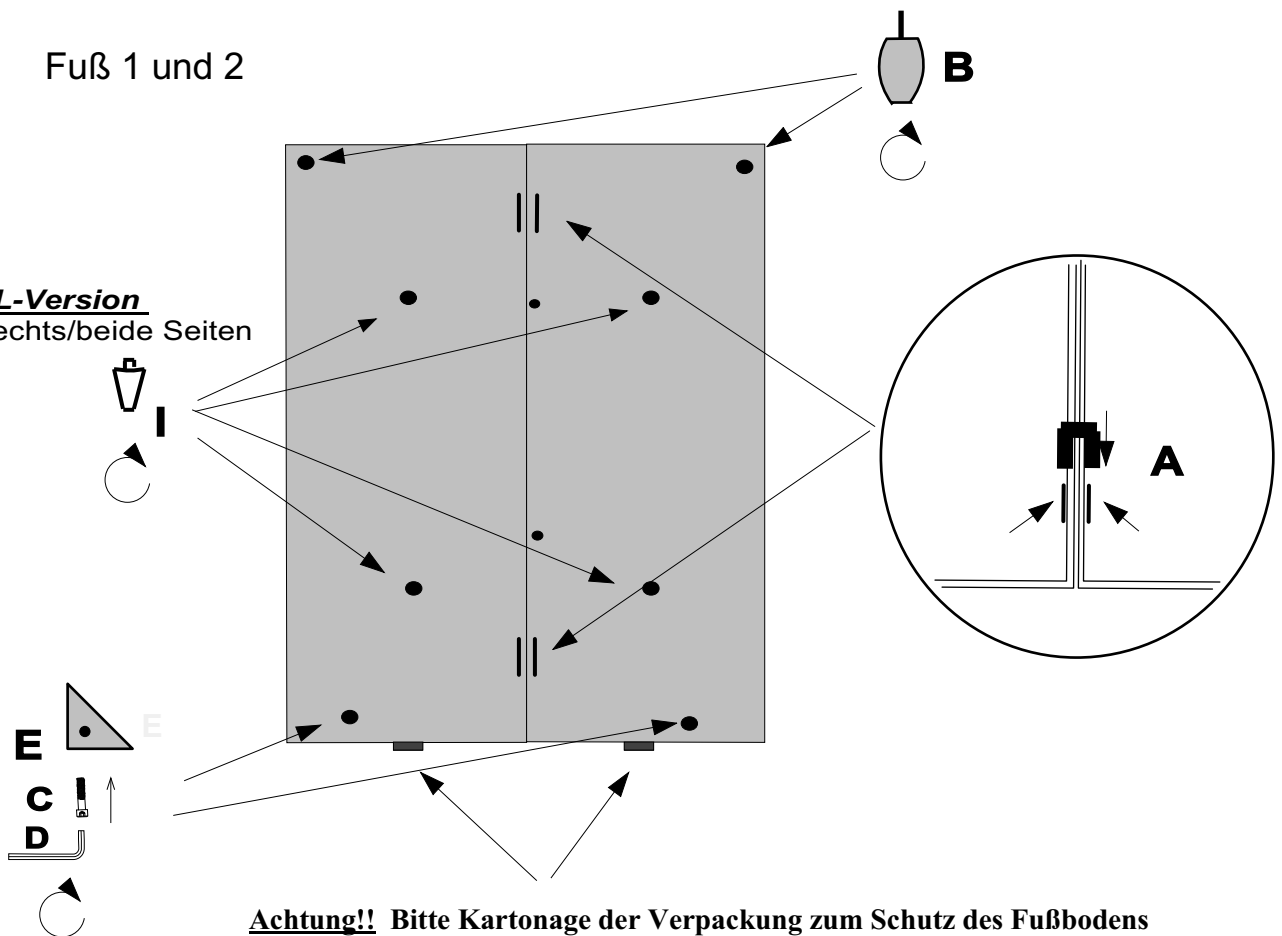 Fuß 1 und 2
B
L-Version
echts/beide Seiten
I
A
E
E
C
D
Achtung!! Bitte Kartonage der Verpackung zum Schutz des Fußbodens